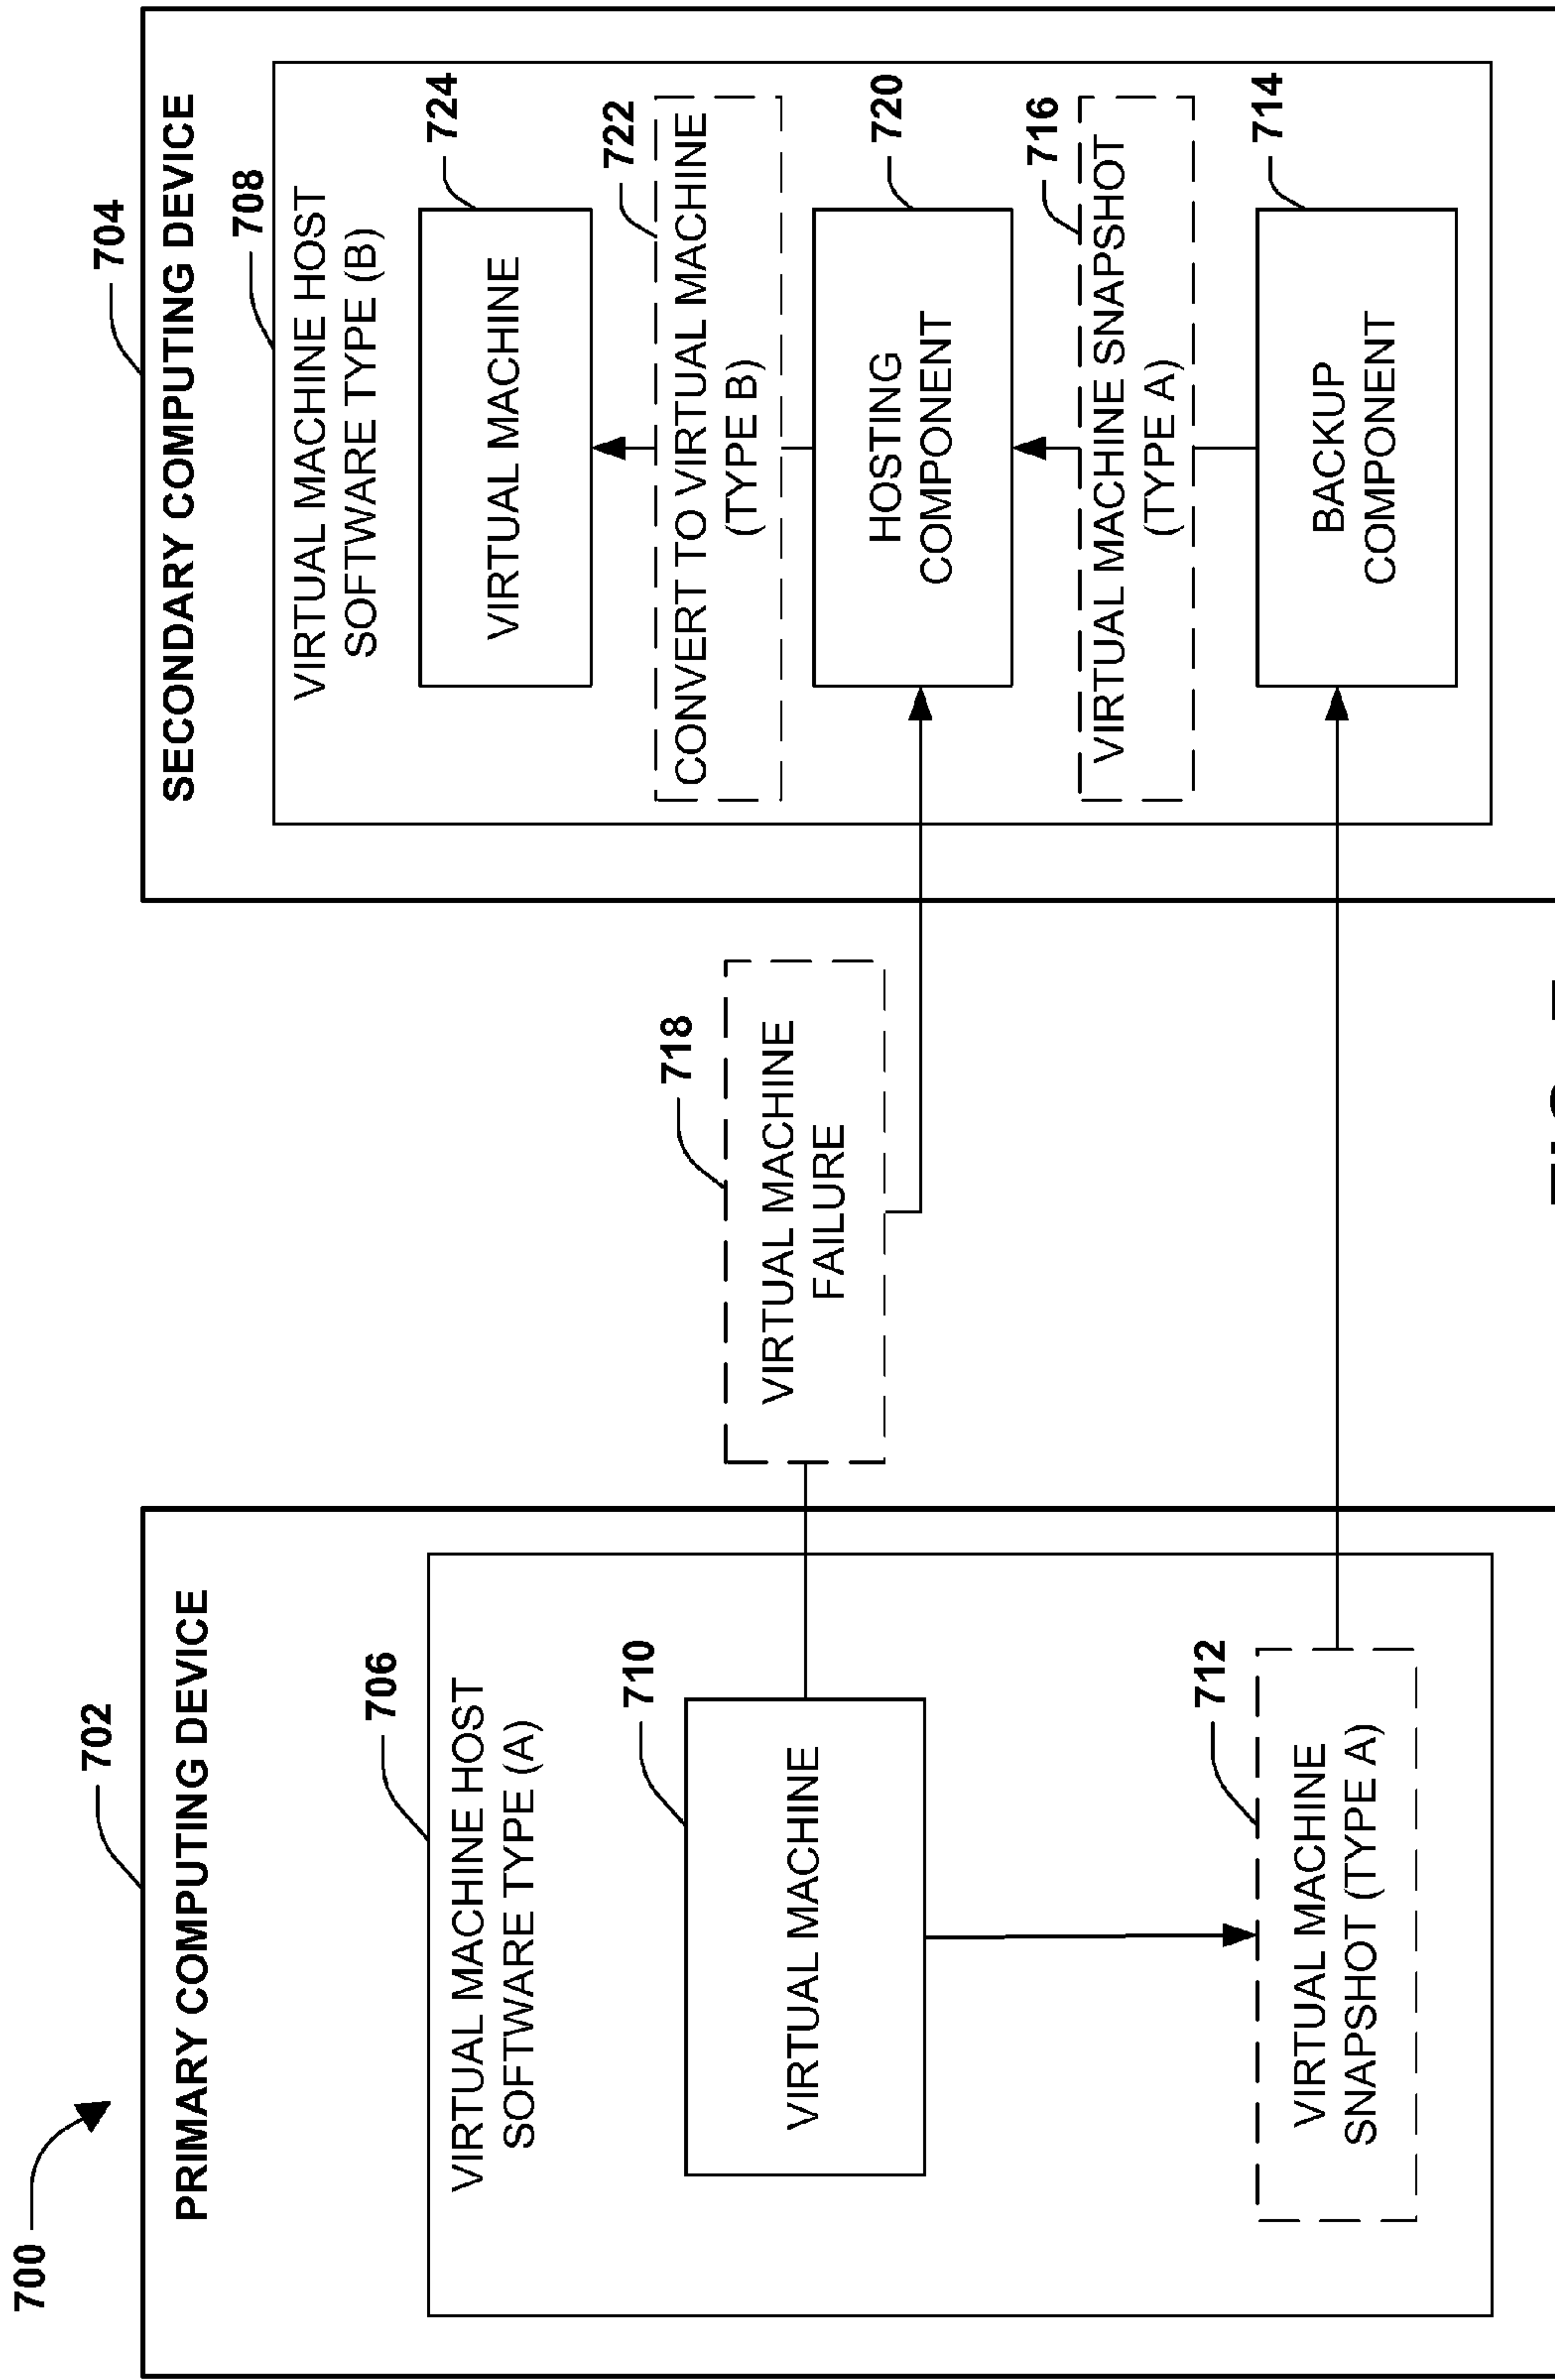 700
702
PRIMARY COMPUTING DEVICE
706
VIRTUAL MACHINE HOST
SOFTWARE TYPE (A)
710
VIRTUAL MACHINE
712
VIRTUAL MACHINE
SNAPSHOT (TYPE A)
718
VIRTUAL MACHINE
FAILURE
704
SECONDARY COMPUTING DEVICE
708
VIRTUAL MACHINE HOST
SOFTWARE TYPE (B)
724
VIRTUAL MACHINE
722
CONVERT TO VIRTUAL MACHINE
(TYPE B)
720
HOSTING
COMPONENT
716
VIRTUAL MACHINE SNAPSHOT
(TYPE A)
714
BACKUP
COMPONENT